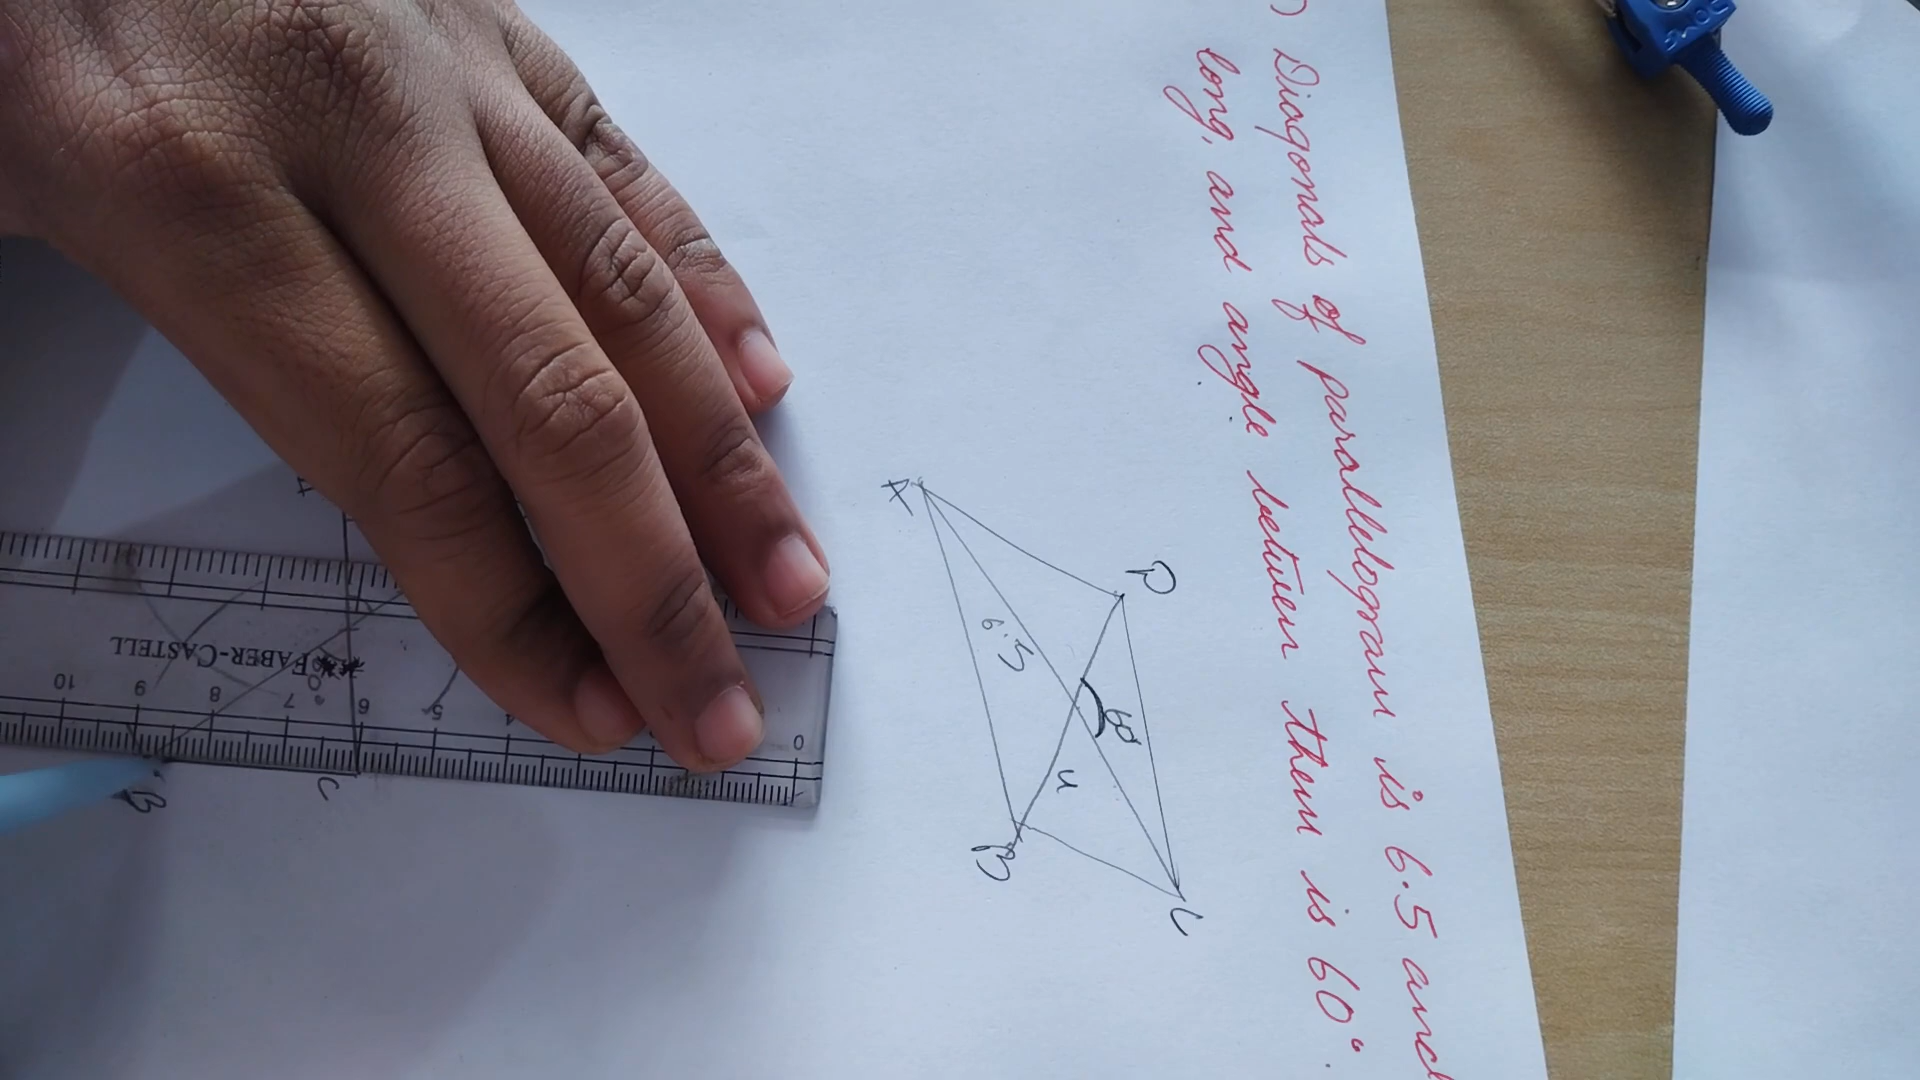 Diagonals of parallelogram is 6.5 and
long, and angle between them is 60°.
A
D
6.5
60°
4
B
C
FABER-CASTELL
0
4
5
6
7
8
9
10
C
B
A